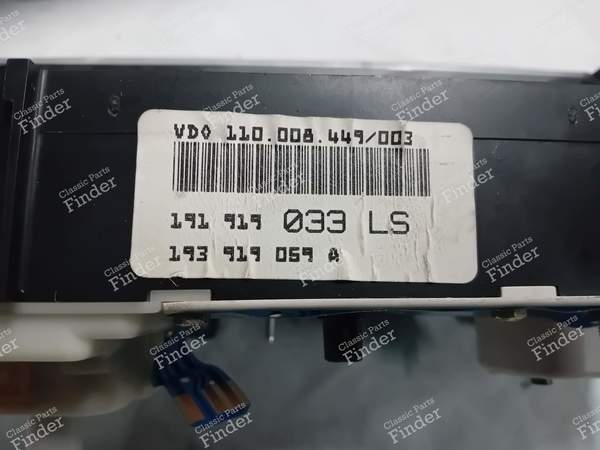 VDO 110.008.449/003
191 919 033 LS
193 919 059 A
Classic Parts
Finder